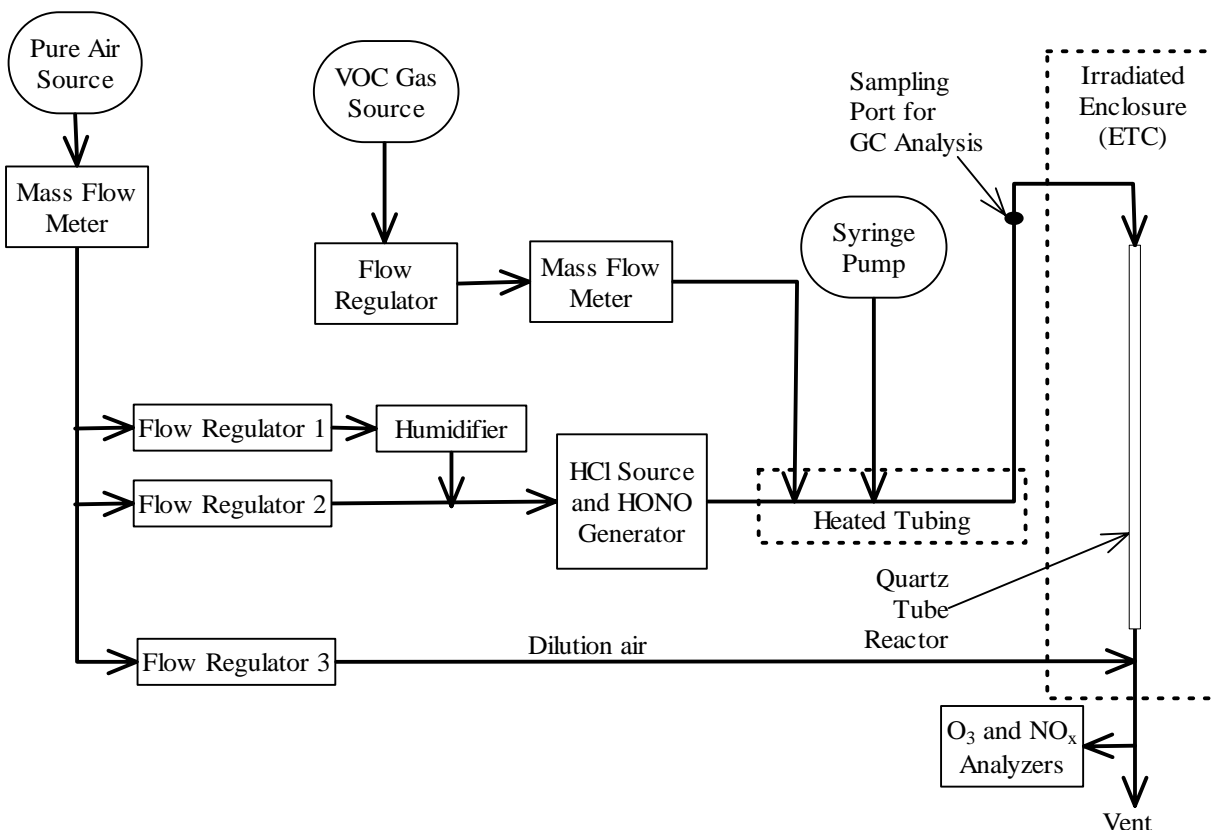 Pure Air
Source
Mass Flow
Meter
VOC Gas
Source
Flow
Regulator
Mass Flow
Meter
Syringe
Pump
Sampling
Port for
GC Analysis
Irradiated
Enclosure
(ETC)
Flow Regulator 1
Humidifier
Flow Regulator 2
HCl Source
and HONO
Generator
Heated Tubing
Quartz
Tube
Reactor
Flow Regulator 3
Dilution air
O₃ and NOₓ
Analyzers
Vent